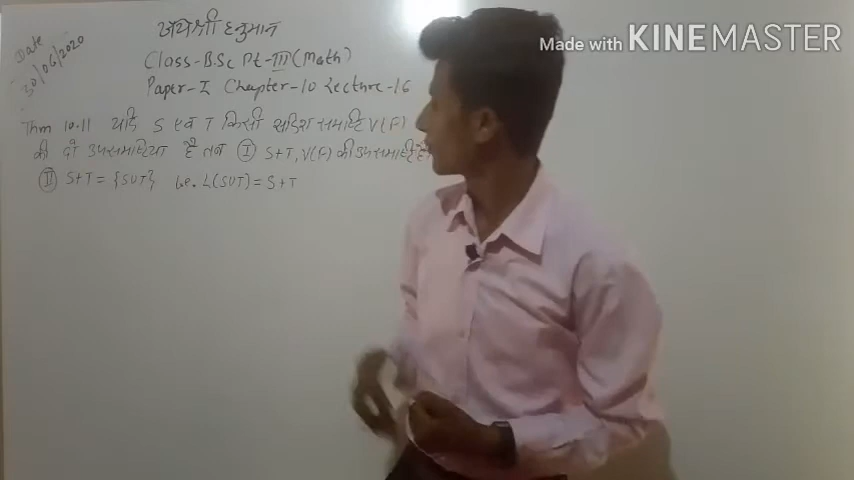 जय श्री हनुमान
Date
30/06/2020
Class-BSc Pt-III (Math)
Paper-I Chapter-10 Lecture-16
Thm 10.11 यदि S एवं T किसी सदिश समष्टि V(F)
की दो उपसमष्टियां है तब (I) S+T, V(F) की उपसमष्टि है
(II) S+T = {SUT} i.e. L(SUT) = S+T
Made with KINEMASTER